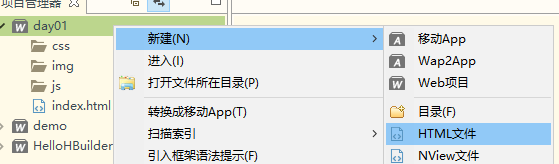 项目管理器
day01
css
img
js
index.html
demo
HelloHBuilder
新建(N)
进入(I)
打开文件所在目录(P)
转换成移动App(T)
扫描索引
引入框架语法提示(F)
移动App
Wap2App
Web项目
目录(F)
HTML文件
NView文件